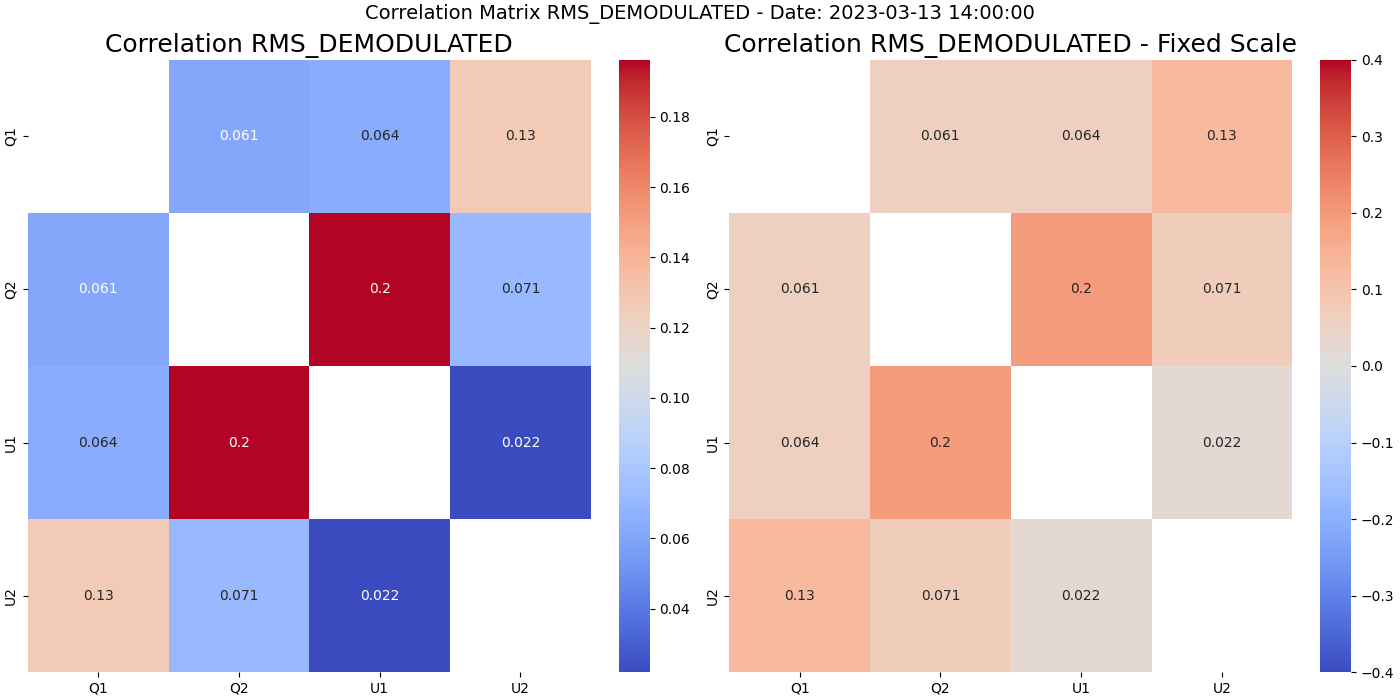 Correlation Matrix RMS_DEMODULATED - Date: 2023-03-13 14:00:00
Correlation RMS_DEMODULATED
Q1
0.061
0.064
0.13
Q2
0.061
0.2
0.071
U1
0.064
0.2
0.022
U2
0.13
0.071
0.022
Q1
Q2
U1
U2
0.18
0.16
0.14
0.12
0.10
0.08
0.06
0.04
Correlation RMS_DEMODULATED - Fixed Scale
Q1
0.061
0.064
0.13
Q2
0.061
0.2
0.071
U1
0.064
0.2
0.022
U2
0.13
0.071
0.022
Q1
Q2
U1
U2
0.4
0.3
0.2
0.1
0.0
−0.1
−0.2
−0.3
−0.4